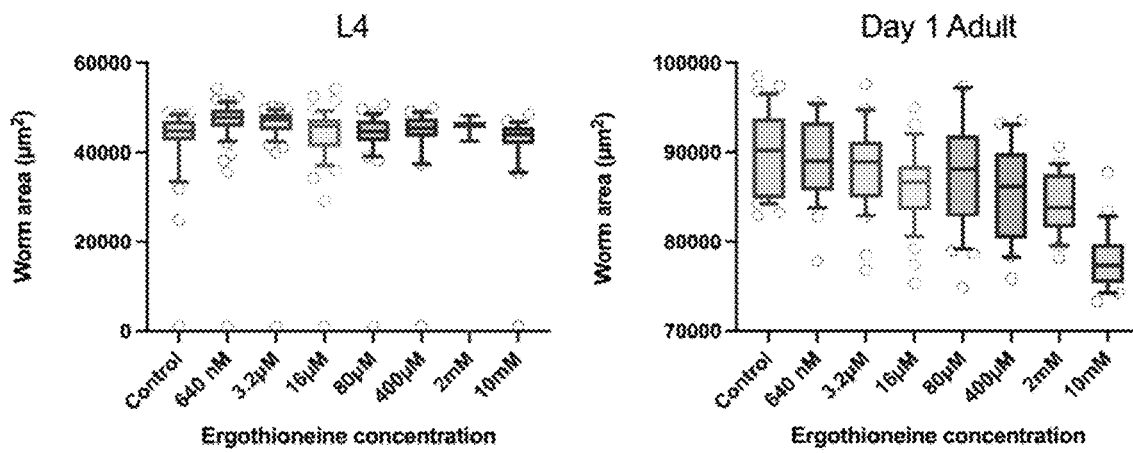 L4
Worm area (µm²)
60000
40000
20000
0
Control
640 nM
3.2µM
16µM
80µM
400µM
2mM
10mM
Ergothioneine concentration
Day 1 Adult
Worm area (µm²)
100000
90000
80000
70000
Control
640 nM
3.2µM
16µM
80µM
400µM
2mM
10mM
Ergothioneine concentration